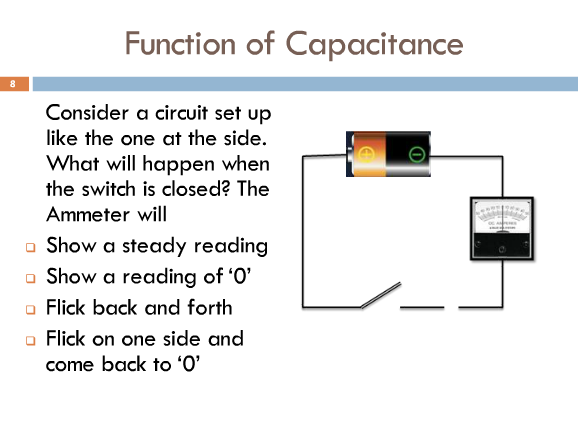 Function of Capacitance
8
Consider a circuit set up
like the one at the side.
What will happen when
the switch is closed? The
Ammeter will
Show a steady reading
Show a reading of ‘0’
Flick back and forth
Flick on one side and
come back to ‘0’
DC AMPERES